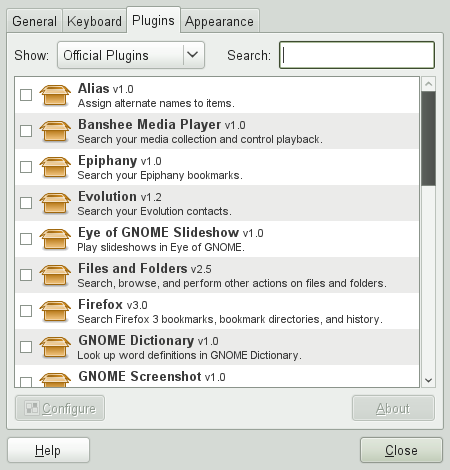 General Keyboard Plugins Appearance
Show: Official Plugins Search:
Alias v1.0
Assign alternate names to items.
Banshee Media Player v1.0
Search your media collection and control playback.
Epiphany v1.0
Search your Epiphany bookmarks.
Evolution v1.2
Search your Evolution contacts.
Eye of GNOME Slideshow v1.0
Play slideshows in Eye of GNOME.
Files and Folders v2.5
Search, browse, and perform other actions on files and folders.
Firefox v3.0
Search Firefox 3 bookmarks, bookmark directories, and history.
GNOME Dictionary v1.0
Look up word definitions in GNOME Dictionary.
GNOME Screenshot v1.0
Configure About
Help Close